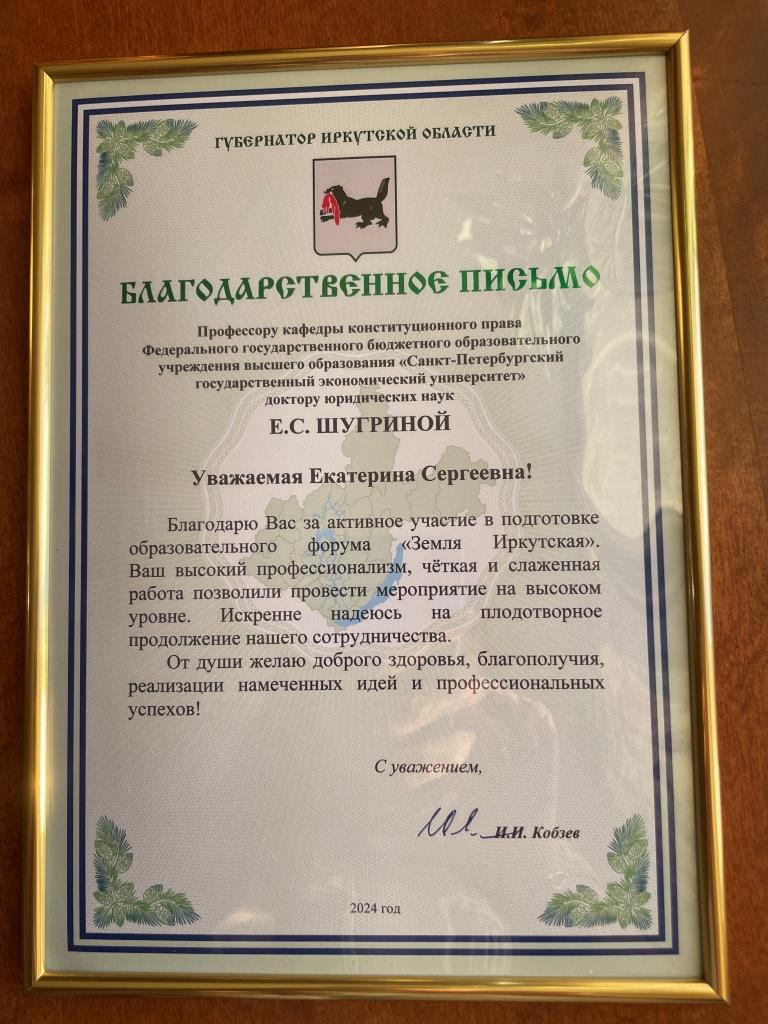 ГУБЕРНАТОР ИРКУТСКОЙ ОБЛАСТИ
БЛАГОДАРСТВЕННОЕ ПИСЬМО
Профессору кафедры конституционного права
Федерального государственного бюджетного образовательного
учреждения высшего образования «Санкт-Петербургский
государственный экономический университет»
доктору юридических наук
Е.С. ШУГРИНОЙ
Уважаемая Екатерина Сергеевна!
Благодарю Вас за активное участие в подготовке
образовательного форума «Земля Иркутская».
Ваш высокий профессионализм, чёткая и слаженная
работа позволили провести мероприятие на высоком
уровне. Искренне надеюсь на плодотворное
продолжение нашего сотрудничества.
От души желаю доброго здоровья, благополучия,
реализации намеченных идей и профессиональных
успехов!
С уважением,
И.И. Кобзев
2024 год